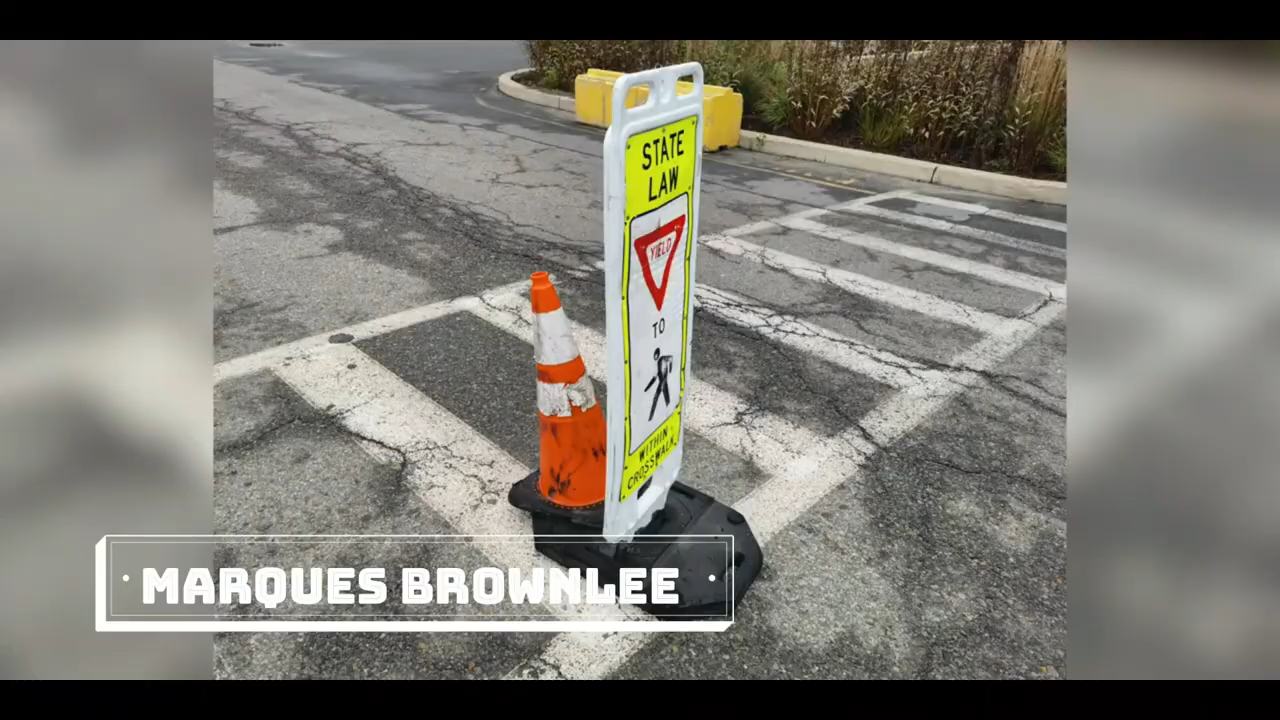 STATE
LAW
YIELD
TO
WITHIN
CROSSWALK
MARQUES BROWNLEE